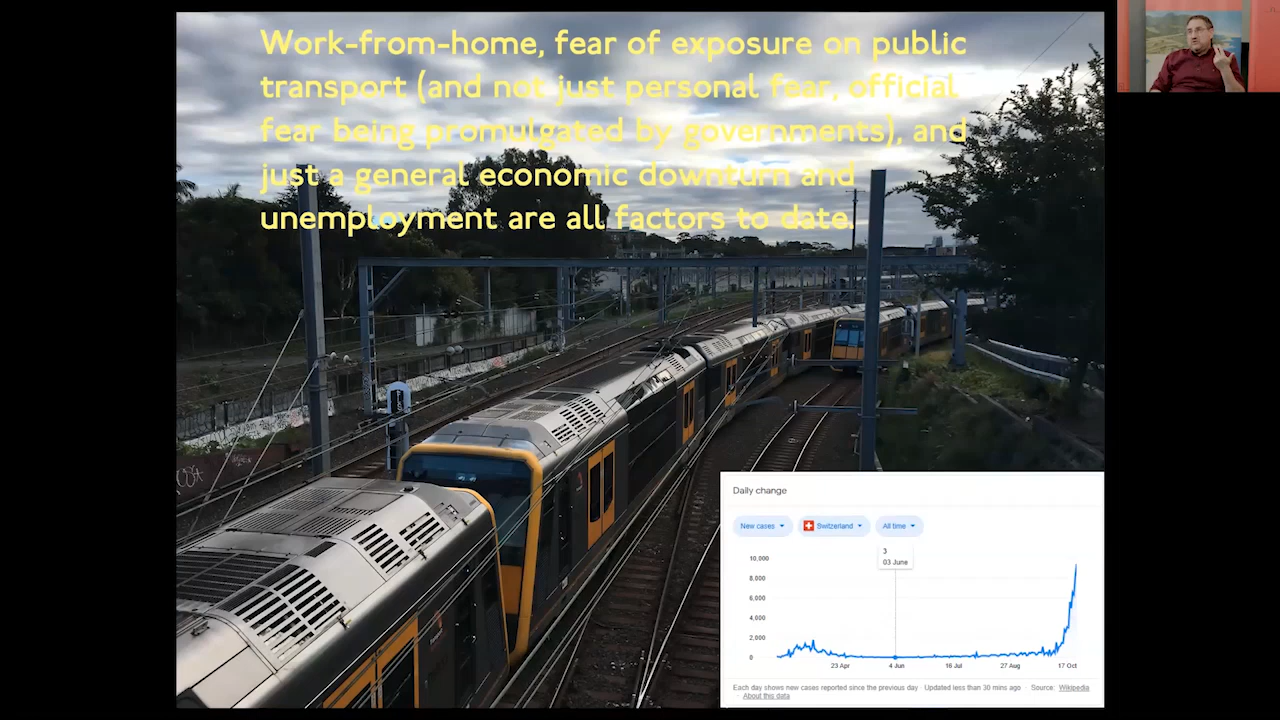 Work-from-home, fear of exposure on public
transport (and not just personal fear, official
fear being promulgated by governments), and
just a general economic downturn and
unemployment are all factors to date.
Daily change
New cases
Switzerland
All time
3
03 June
10,000
8,000
6,000
4,000
2,000
0
23 Apr
4 Jun
16 Jul
27 Aug
17 Oct
Each day shows new cases reported since the previous day · Updated less than 30 mins ago · Source: Wikipedia
· About this data